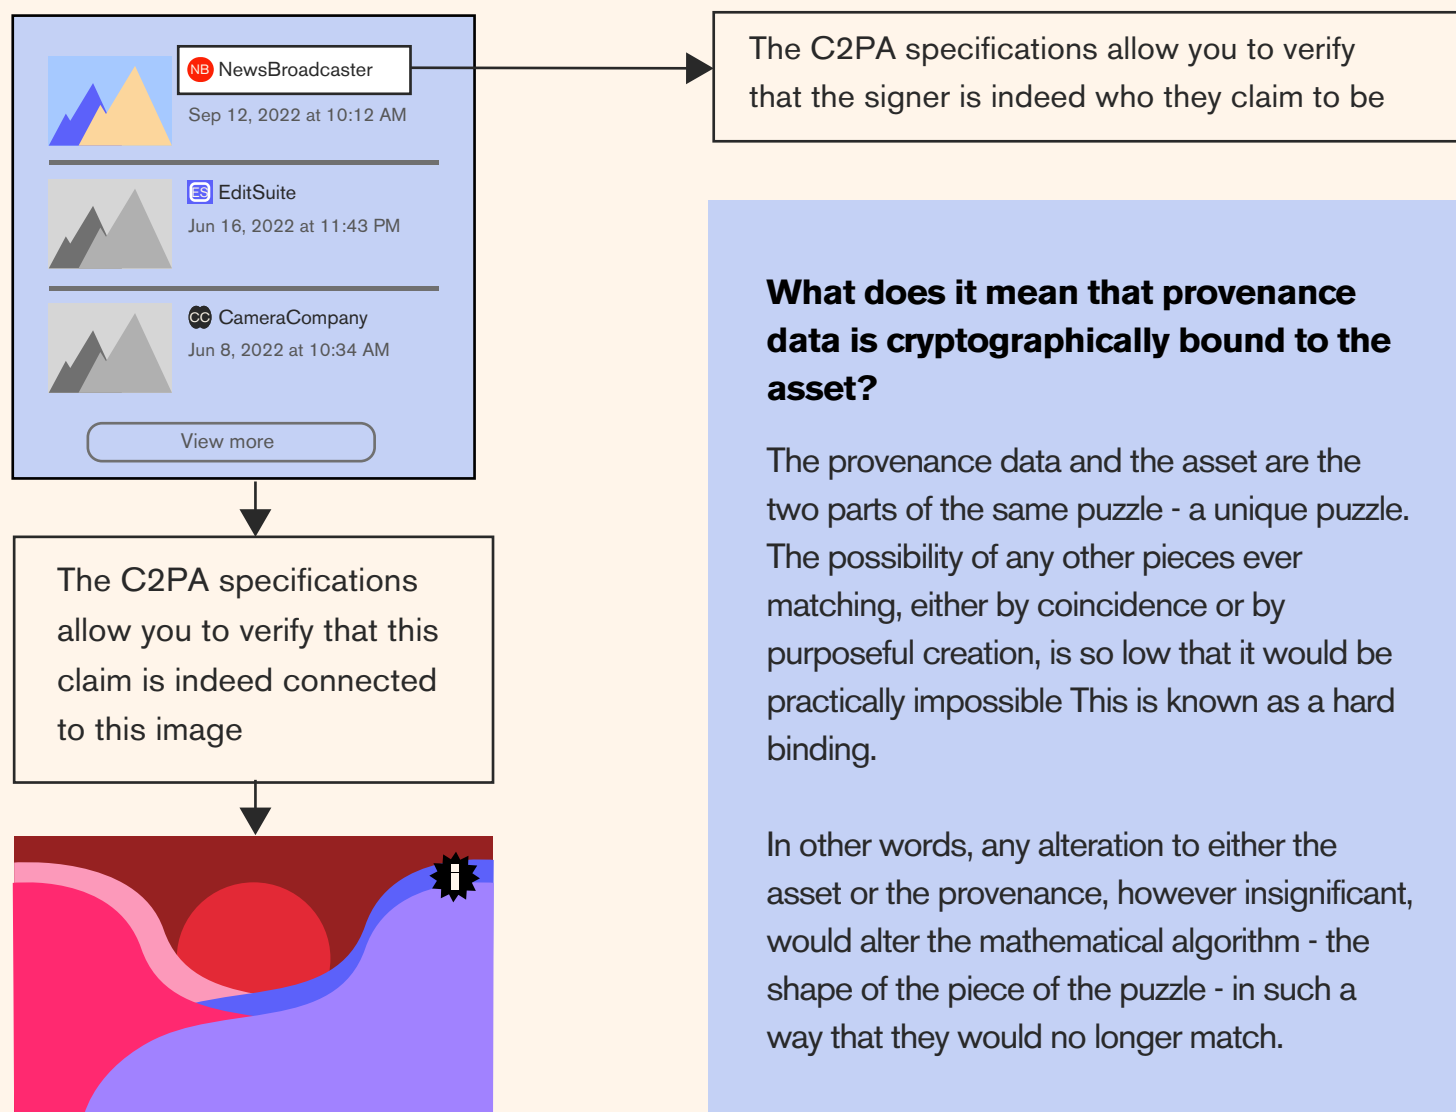 NB NewsBroadcaster
Sep 12, 2022 at 10:12 AM
ES EditSuite
Jun 16, 2022 at 11:43 PM
CC CameraCompany
Jun 8, 2022 at 10:34 AM
View more
The C2PA specifications allow you to verify
that the signer is indeed who they claim to be
The C2PA specifications
allow you to verify that this
claim is indeed connected
to this image
i
What does it mean that provenance
data is cryptographically bound to the
asset?
The provenance data and the asset are the
two parts of the same puzzle - a unique puzzle.
The possibility of any other pieces ever
matching, either by coincidence or by
purposeful creation, is so low that it would be
practically impossible This is known as a hard
binding.
In other words, any alteration to either the
asset or the provenance, however insignificant,
would alter the mathematical algorithm - the
shape of the piece of the puzzle - in such a
way that they would no longer match.